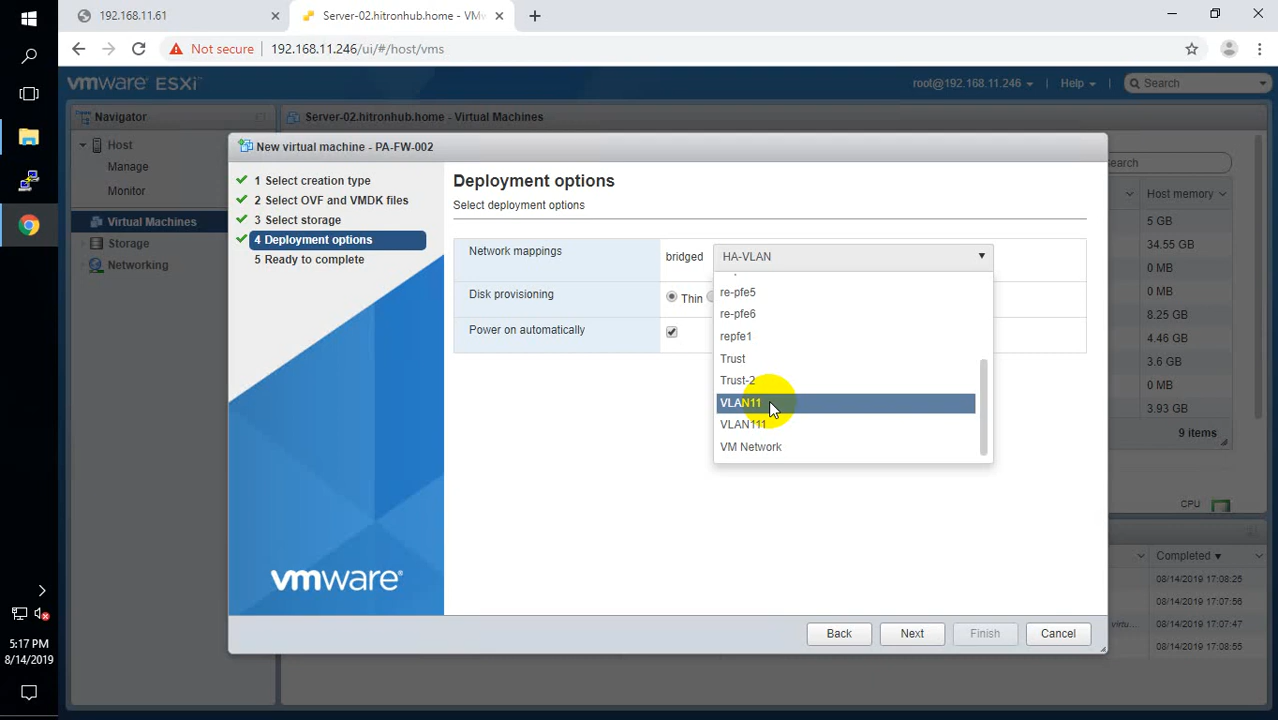 192.168.11.61
Server-02.hitronhub.home - VMw
Not secure
192.168.11.246/ui/#/host/vms
vmware ESXi™
root@192.168.11.246
Help
Search
Navigator
Server-02.hitronhub.home - Virtual Machines
Host
Manage
Monitor
Virtual Machines
Storage
Networking
New virtual machine - PA-FW-002
1 Select creation type
2 Select OVF and VMDK files
3 Select storage
4 Deployment options
5 Ready to complete
vmware®
Deployment options
Select deployment options
Network mappings
bridged
HA-VLAN
re-pfe5
re-pfe6
repfe1
Trust
Trust-2
VLAN11
VLAN111
VM Network
Disk provisioning
Thin
Power on automatically
Back
Next
Finish
Cancel
earch
Host memory
5 GB
34.55 GB
0 MB
0 MB
8.25 GB
4.46 GB
3.6 GB
0 MB
3.93 GB
9 items
CPU
Completed
08/14/2019 17:08:26
08/14/2019 17:07:56
virtu...
08/14/2019 17:07:47
08/14/2019 17:08:55
5:17 PM
8/14/2019